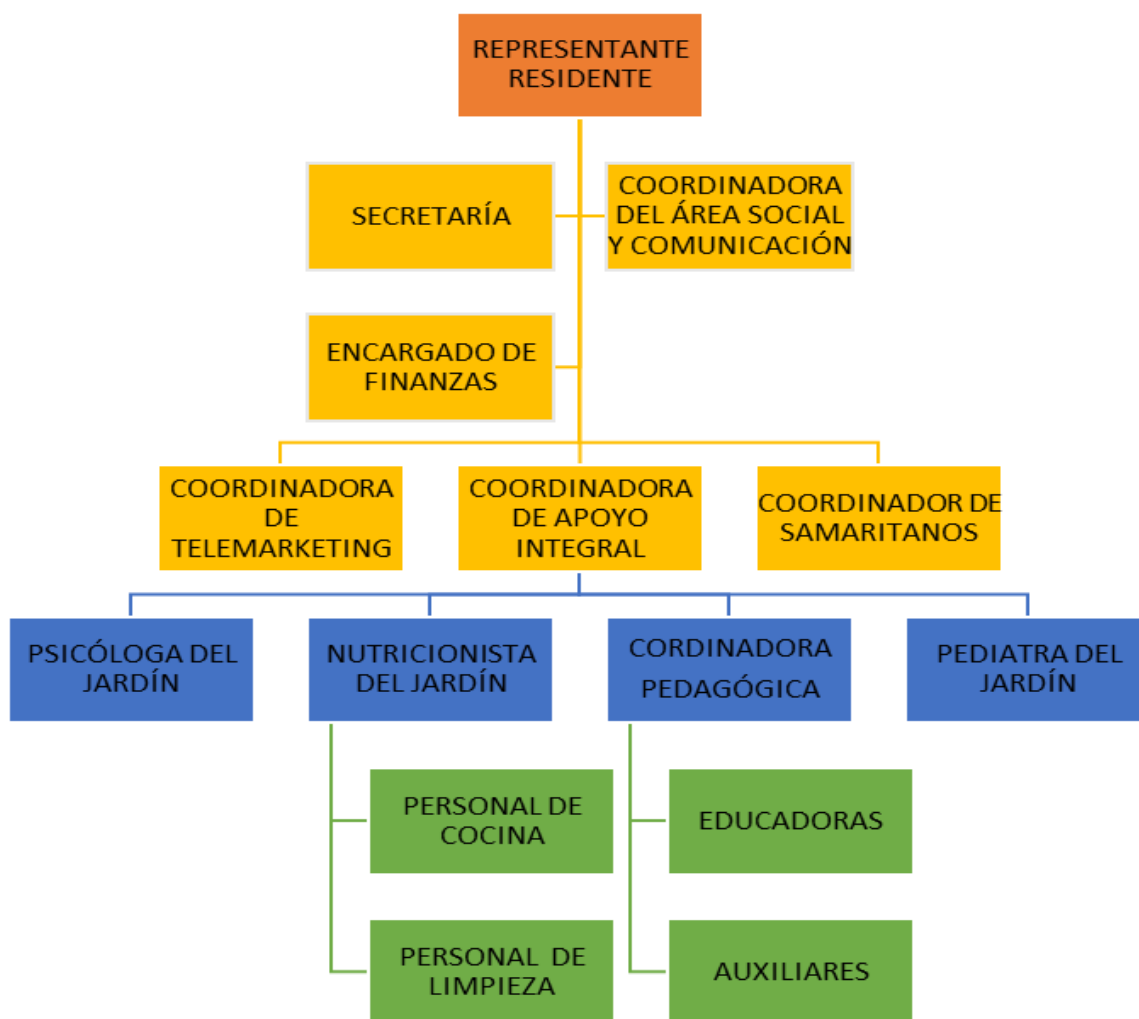 REPRESENTANTE
RESIDENTE
SECRETARÍA
COORDINADORA
DEL ÁREA SOCIAL
Y COMUNICACIÓN
ENCARGADO DE
FINANZAS
COORDINADORA
DE
TELEMARKETING
COORDINADORA
DE APOYO
INTEGRAL
COORDINADOR DE
SAMARITANOS
PSICÓLOGA DEL
JARDÍN
NUTRICIONISTA
DEL JARDÍN
CORDINADORA
PEDAGÓGICA
PEDIATRA DEL
JARDÍN
PERSONAL DE
COCINA
EDUCADORAS
PERSONAL DE
LIMPIEZA
AUXILIARES